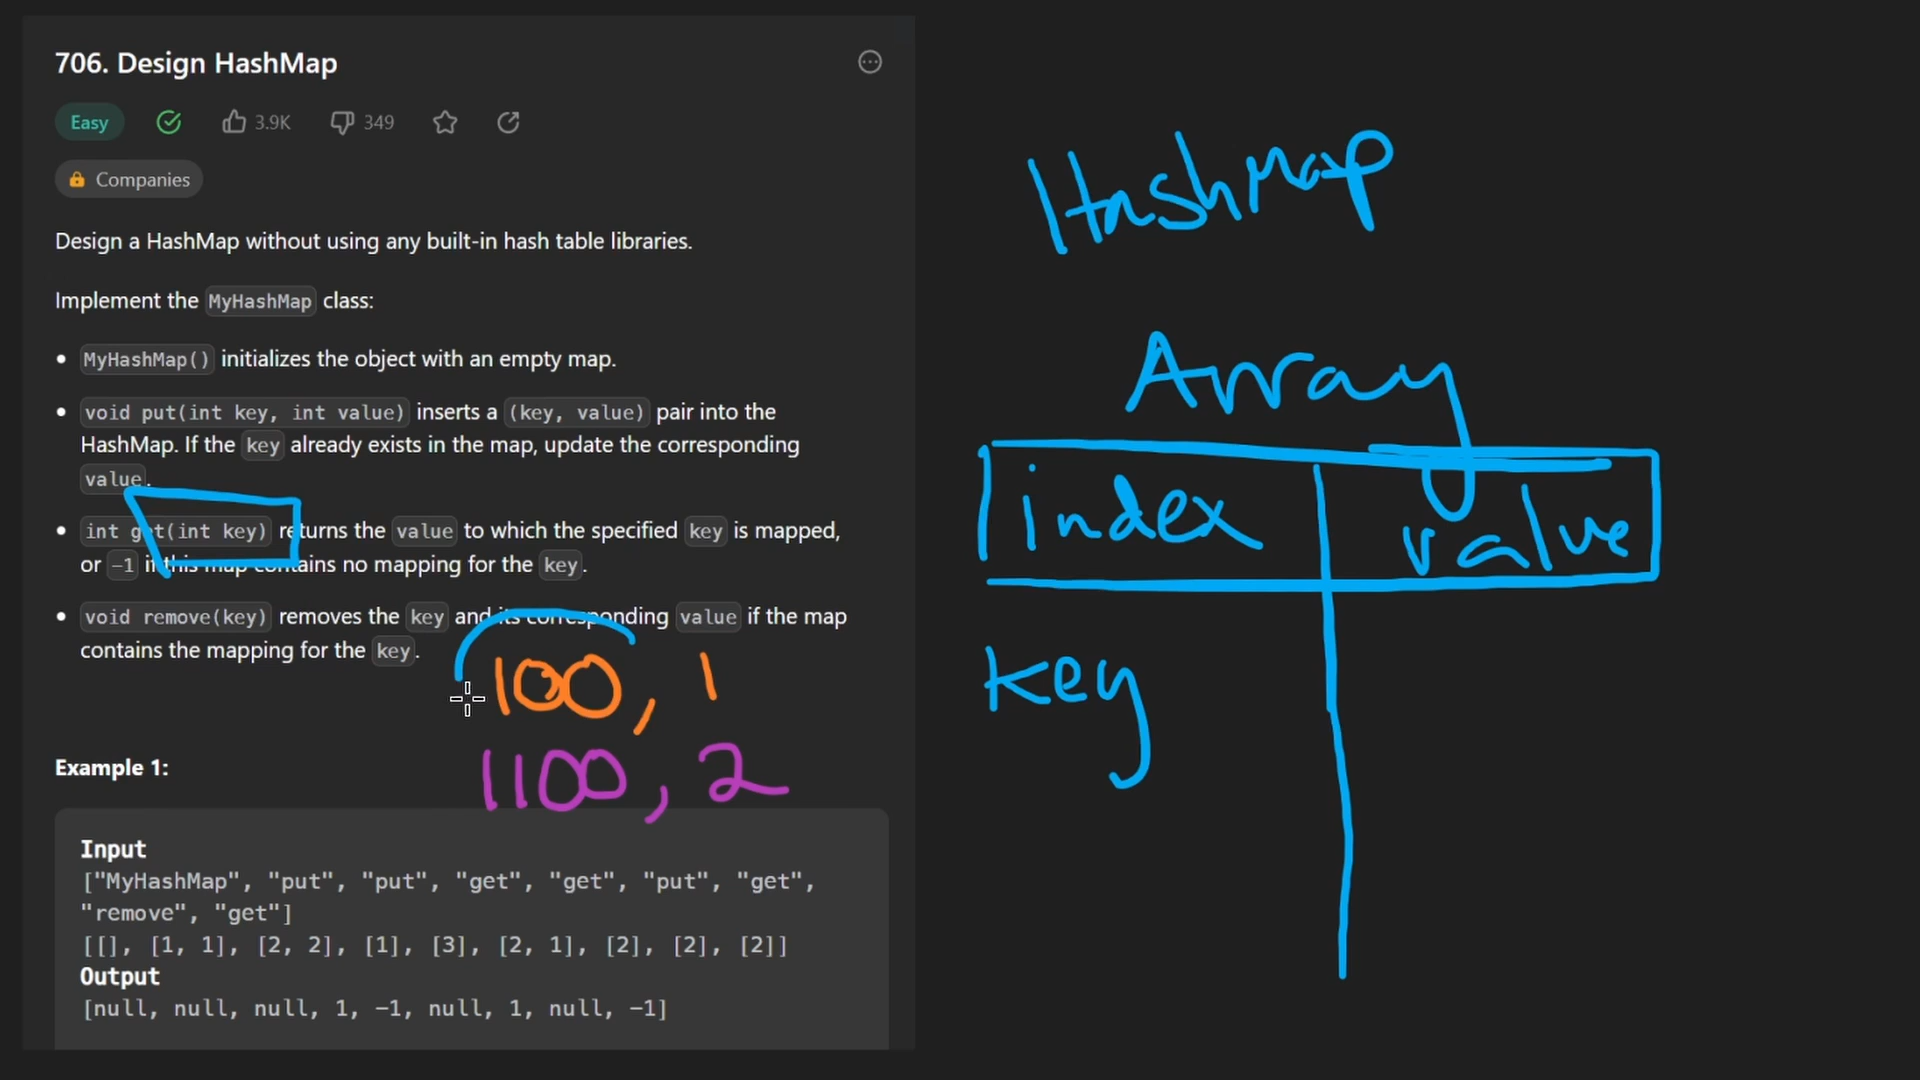 706. Design HashMap
Easy 3.9K 349
Companies
Design a HashMap without using any built-in hash table libraries.
Implement the MyHashMap class:
• MyHashMap() initializes the object with an empty map.
• void put(int key, int value) inserts a (key, value) pair into the
HashMap. If the key already exists in the map, update the corresponding
value.
• int get(int key) returns the value to which the specified key is mapped,
or -1 if this map contains no mapping for the key.
• void remove(key) removes the key and its corresponding value if the map
contains the mapping for the key.
100, 1
1100, 2
Example 1:
Input
["MyHashMap", "put", "put", "get", "get", "put", "get",
"remove", "get"]
[[], [1, 1], [2, 2], [1], [3], [2, 1], [2], [2], [2]]
Output
[null, null, null, 1, -1, null, 1, null, -1]
HashMap
Array
index value
key